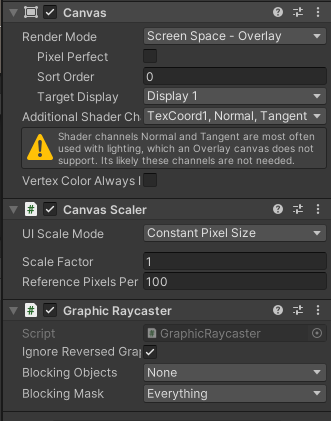 Canvas
Render Mode Screen Space - Overlay
Pixel Perfect
Sort Order 0
Target Display Display 1
Additional Shader Ch TexCoord1, Normal, Tangent
Shader channels Normal and Tangent are most often
used with lighting, which an Overlay canvas does not
support. Its likely these channels are not needed.
Vertex Color Always I
Canvas Scaler
UI Scale Mode Constant Pixel Size
Scale Factor 1
Reference Pixels Per 100
Graphic Raycaster
Script GraphicRaycaster
Ignore Reversed Grap
Blocking Objects None
Blocking Mask Everything